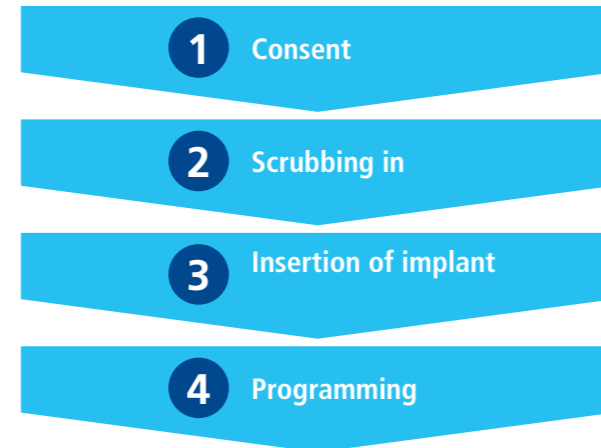 1 Consent
2 Scrubbing in
3 Insertion of implant
4 Programming